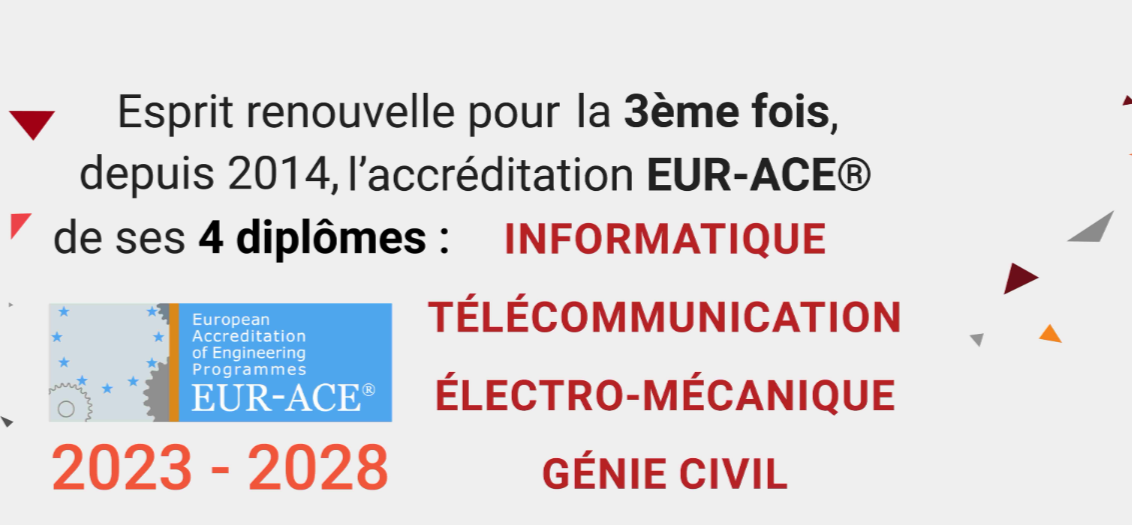 Esprit renouvelle pour la 3ème fois,
depuis 2014, l'accréditation EUR-ACE®
de ses 4 diplômes : INFORMATIQUE
TÉLÉCOMMUNICATION
ÉLECTRO-MÉCANIQUE
GÉNIE CIVIL
European
Accreditation
of Engineering
Programmes
EUR-ACE®
2023 - 2028